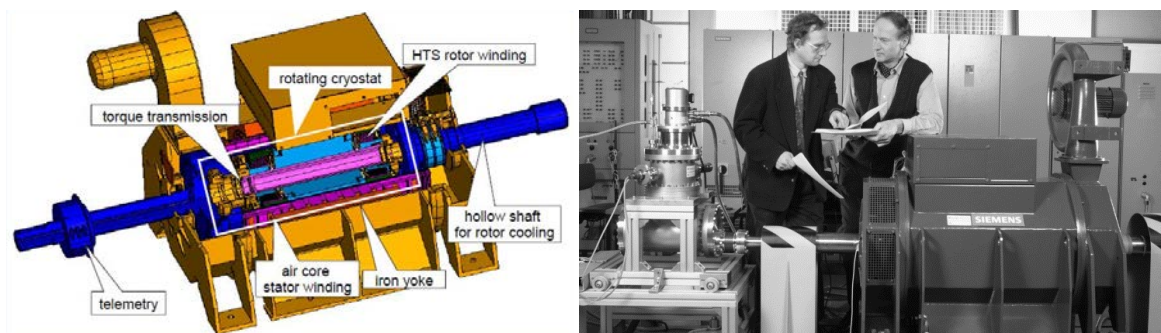 HTS rotor winding
rotating cryostat
torque transmission
hollow shaft
for rotor cooling
air core
stator winding
iron yoke
telemetry
SIEMENS